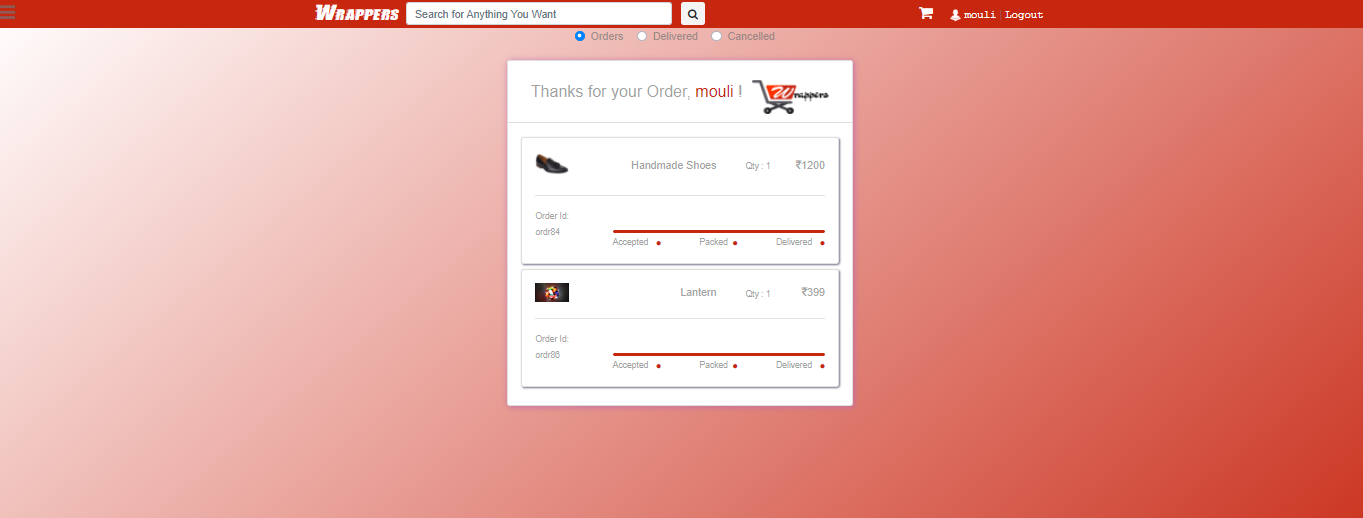 WRAPPERS Search for Anything You Want mouli Logout
Orders Delivered Cancelled
Thanks for your Order, mouli ! Wrappers
Handmade Shoes Qty : 1 ₹1200
Order Id:
ordr84
Accepted Packed Delivered
Lantern Qty : 1 ₹399
Order Id:
ordr86
Accepted Packed Delivered